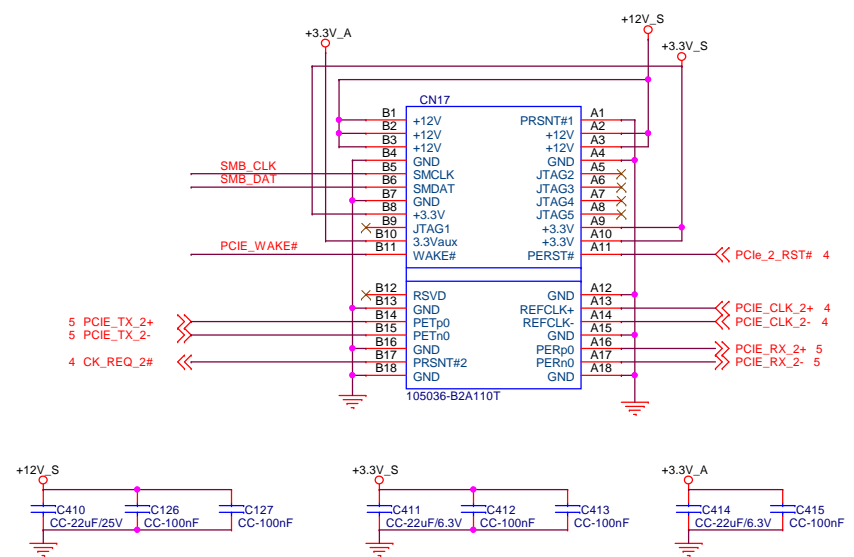 +12V_S
+3.3V_A
+3.3V_S
CN17
B1 +12V PRSNT#1 A1
B2 +12V +12V A2
B3 +12V +12V A3
B4 GND GND A4
SMB_CLK B5 SMCLK JTAG2 A5
SMB_DAT B6 SMDAT JTAG3 A6
B7 GND JTAG4 A7
B8 +3.3V JTAG5 A8
B9 JTAG1 +3.3V A9
B10 3.3Vaux +3.3V A10
PCIE_WAKE# B11 WAKE# PERST# A11 PCIe_2_RST# 4
B12 RSVD GND A12
B13 GND REFCLK+ A13 PCIE_CLK_2+ 4
5 PCIE_TX_2+ B14 PETp0 REFCLK- A14 PCIE_CLK_2- 4
5 PCIE_TX_2- B15 PETn0 GND A15
B16 GND PERp0 A16 PCIE_RX_2+ 5
4 CK_REQ_2# B17 PRSNT#2 PERn0 A17 PCIE_RX_2- 5
B18 GND GND A18
105036-B2A110T
+12V_S +3.3V_S +3.3V_A
C410 C126 C127 C411 C412 C413 C414 C415
CC-22uF/25V CC-100nF CC-100nF CC-22uF/6.3V CC-100nF CC-100nF CC-22uF/6.3V CC-100nF